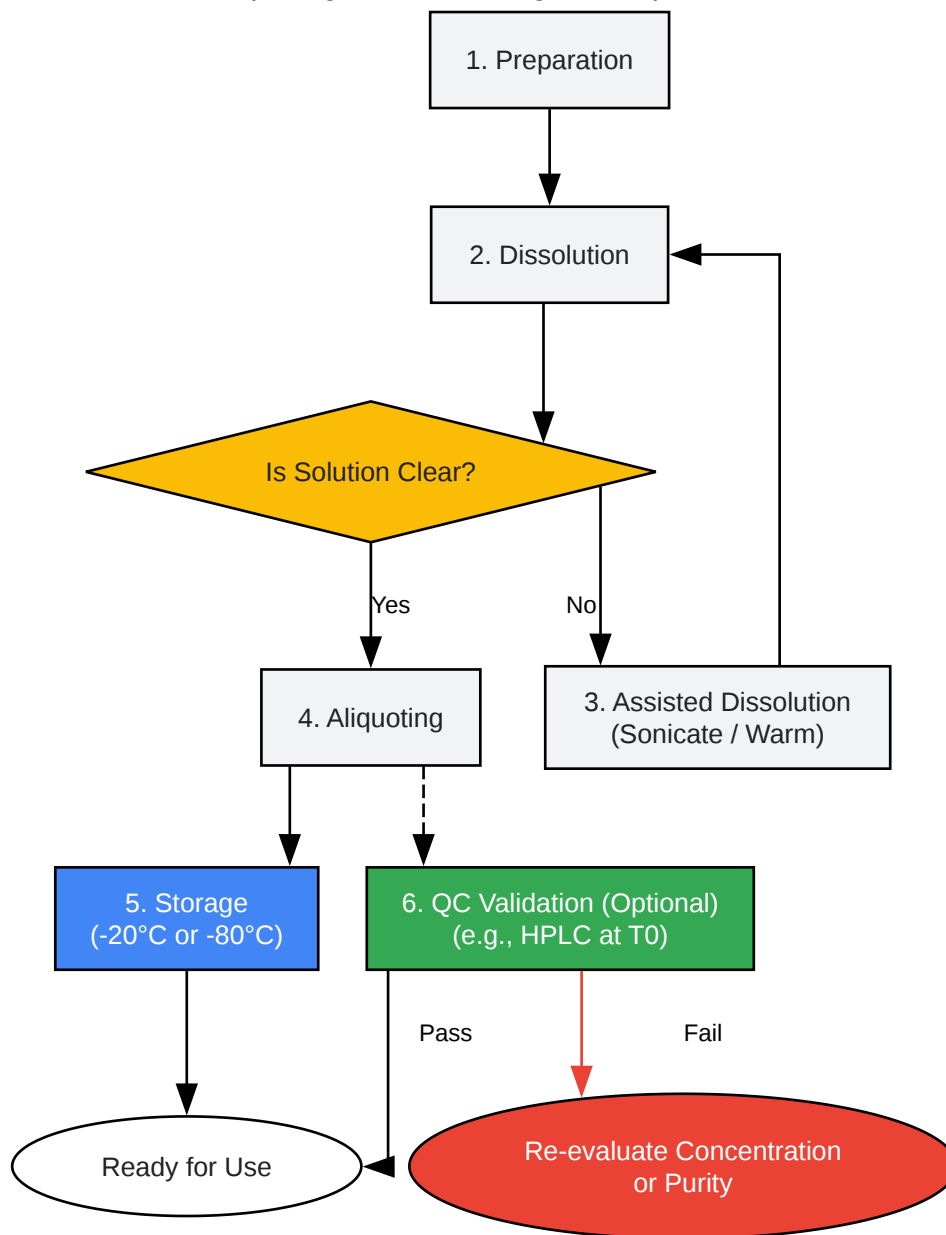 1. Preparation
2. Dissolution
Is Solution Clear?
Yes
No
4. Aliquoting
3. Assisted Dissolution
(Sonicate / Warm)
5. Storage
(-20°C or -80°C)
6. QC Validation (Optional)
(e.g., HPLC at T0)
Pass
Fail
Ready for Use
Re-evaluate Concentration
or Purity